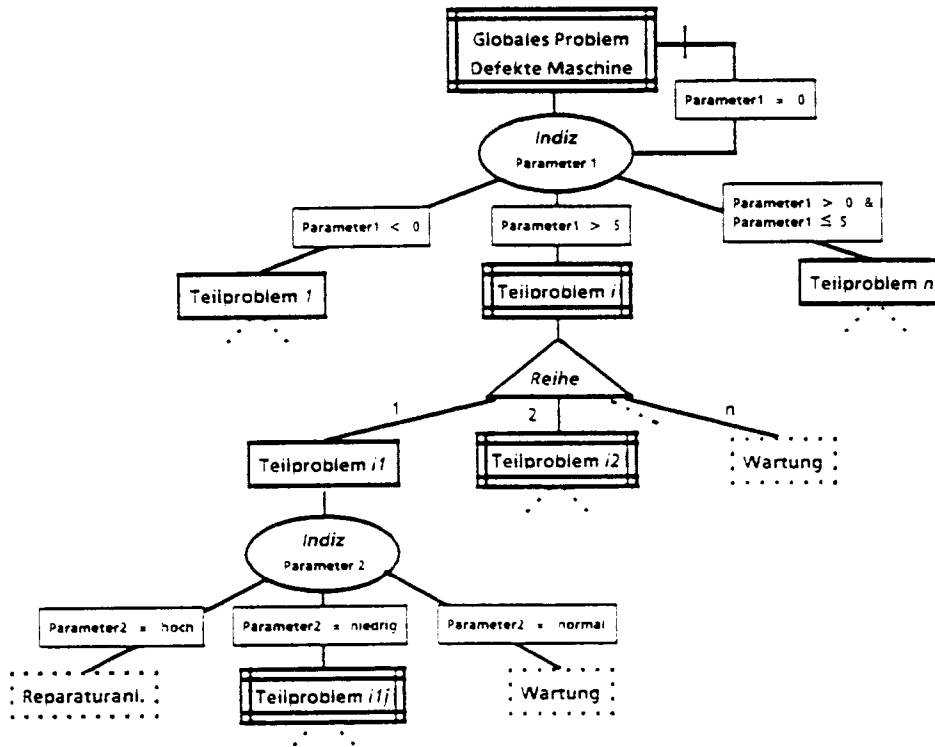 Globales Problem
Defekte Maschine
Parameter1 = 0
Indiz
Parameter 1
Parameter1 < 0
Parameter1 > 5
Parameter1 > 0 &
Parameter1 ≤ 5
Teilproblem 1
Teilproblem i
Teilproblem n
Reihe
1
2
n
Teilproblem i1
Teilproblem i2
Wartung
Indiz
Parameter 2
Parameter2 = hoch
Parameter2 = niedrig
Parameter2 = normal
Reparaturanl.
Teilproblem i1j
Wartung